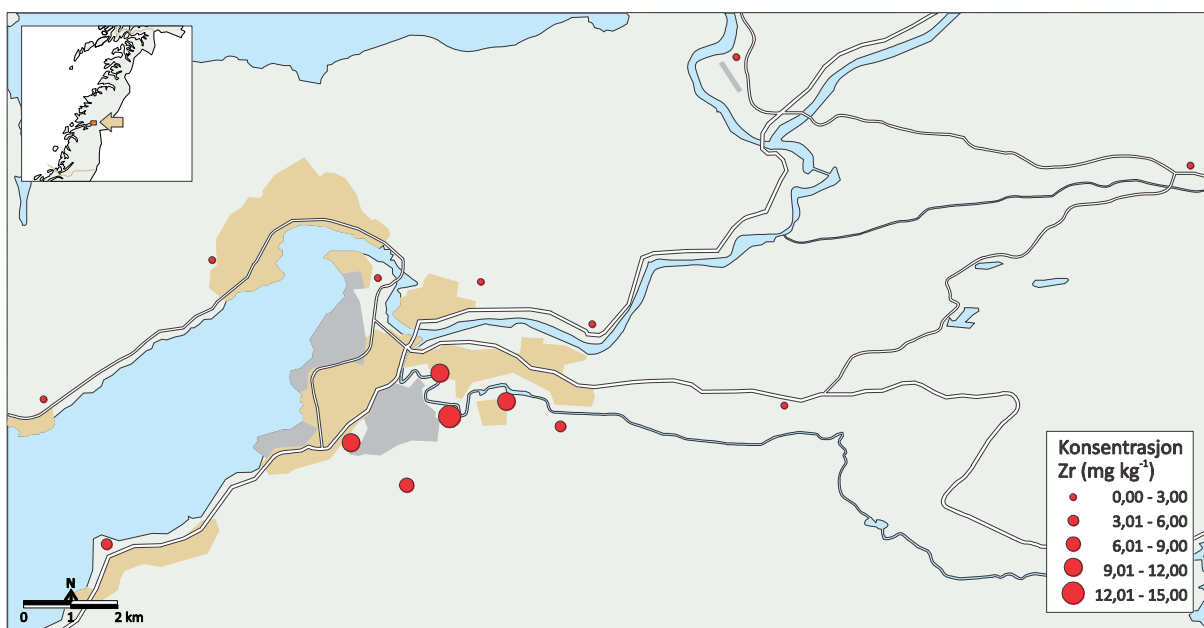 Konsentrasjon
Zr (mg kg⁻¹)
0,00 - 3,00
3,01 - 6,00
6,01 - 9,00
9,01 - 12,00
12,01 - 15,00
N
0 1 2 km